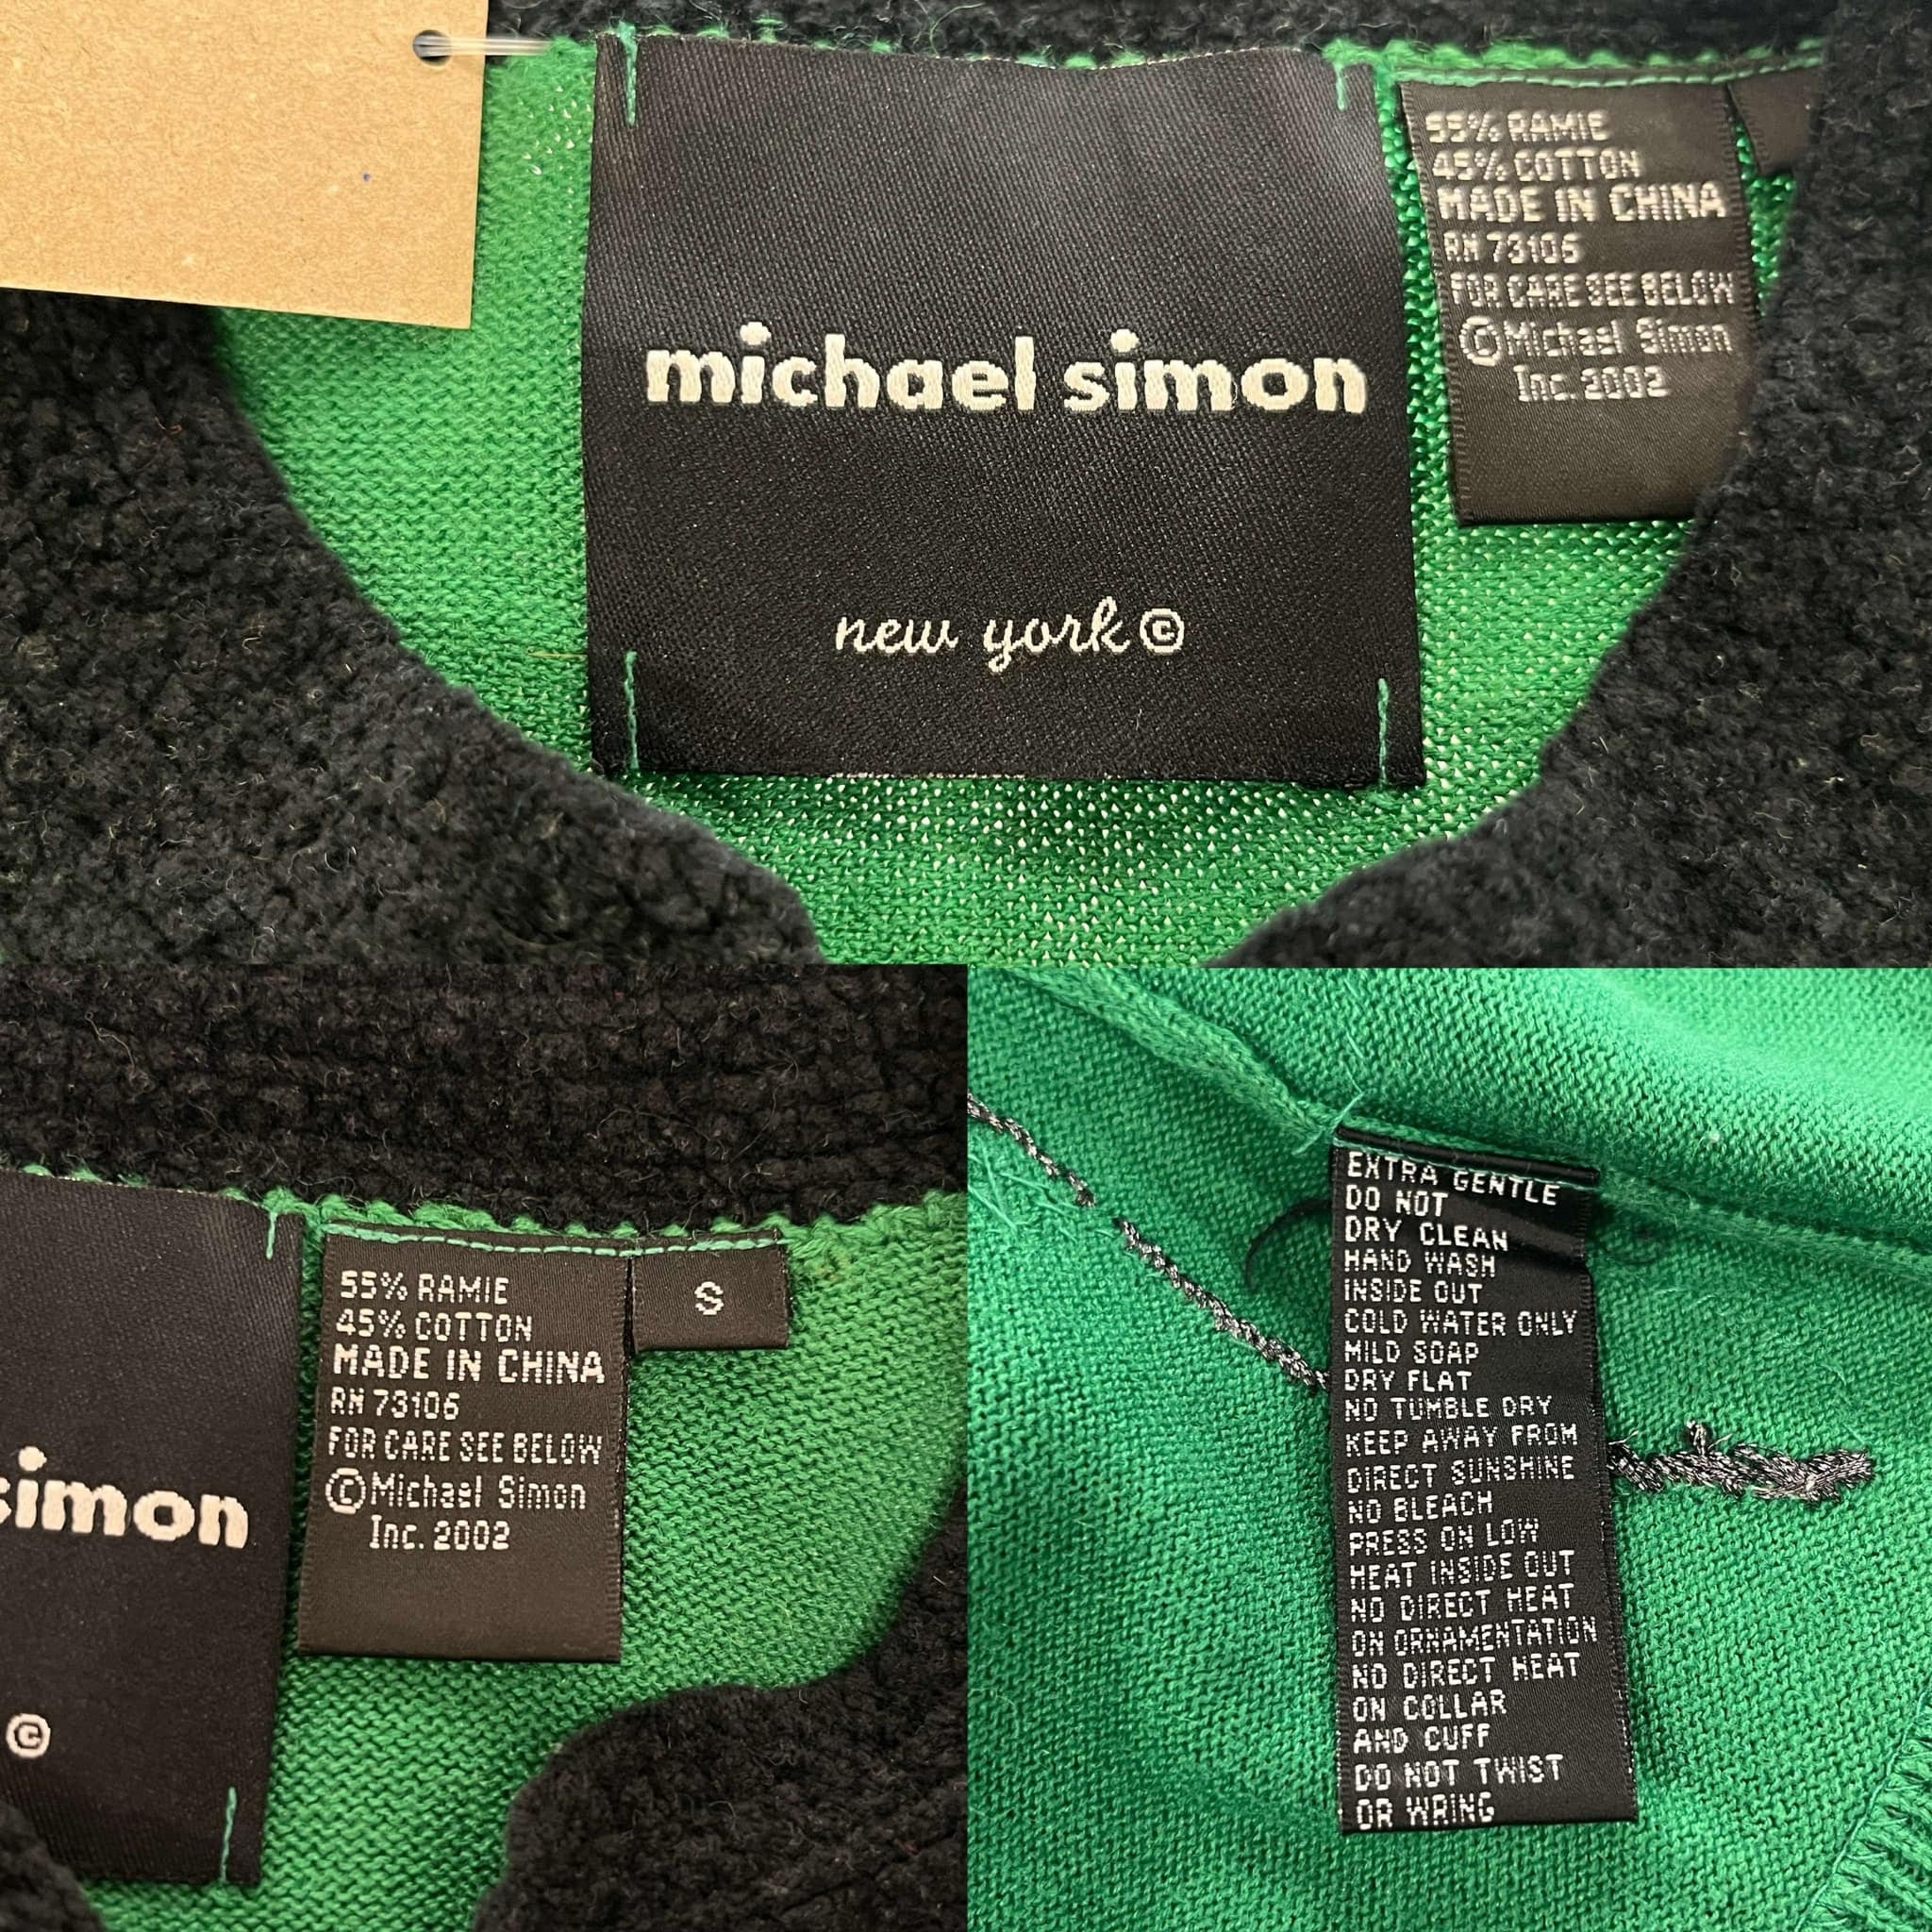 michael simon
new york ©
55% RAMIE
45% COTTON
MADE IN CHINA
RN 73106
FOR CARE SEE BELOW
©Michael Simon
Inc. 2002
simon
©
55% RAMIE
45% COTTON
MADE IN CHINA
RN 73106
FOR CARE SEE BELOW
©Michael Simon
Inc. 2002
S
EXTRA GENTLE
DO NOT
DRY CLEAN
HAND WASH
INSIDE OUT
COLD WATER ONLY
MILD SOAP
DRY FLAT
NO TUMBLE DRY
KEEP AWAY FROM
DIRECT SUNSHINE
NO BLEACH
PRESS ON LOW
HEAT INSIDE OUT
NO DIRECT HEAT
ON ORNAMENTATION
NO DIRECT HEAT
ON COLLAR
AND CUFF
DO NOT TWIST
OR WRING